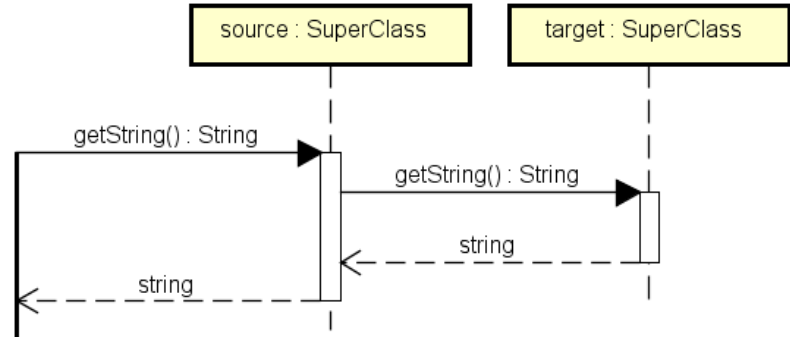 source : SuperClass
target : SuperClass
getString() : String
getString() : String
string
string